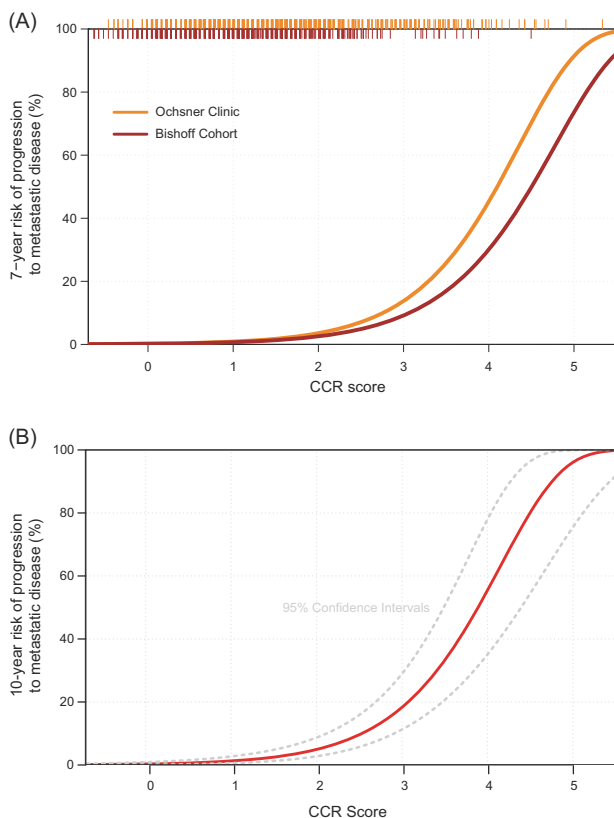 (A)
100
80
60
40
20
0
7−year risk of progression
to metastastic disease (%)
Ochsner Clinic
Bishoff Cohort
0 1 2 3 4 5
CCR score
(B)
100
80
60
40
20
0
10-year risk of progression
to metastatic disease (%)
95% Confidence Intervals
0 1 2 3 4 5
CCR Score